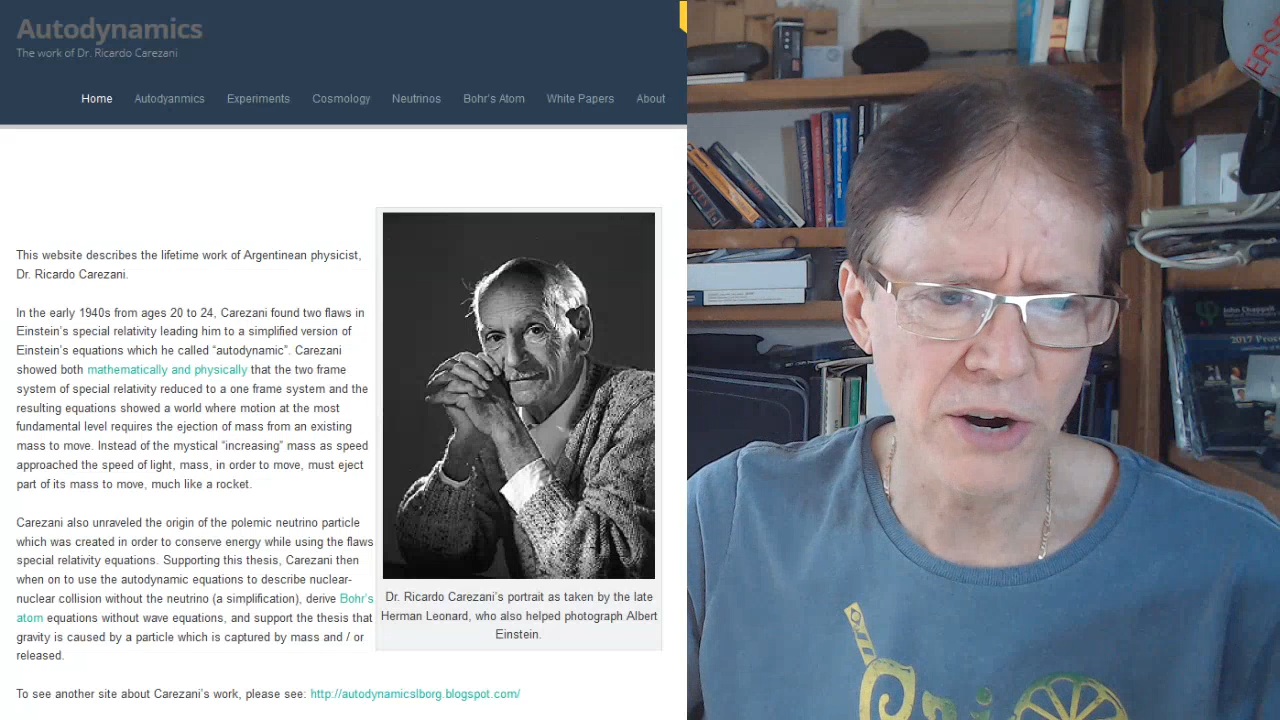 Autodynamics
The work of Dr. Ricardo Carezani
Home Autodyanmics Experiments Cosmology Neutrinos Bohr's Atom White Papers About
This website describes the lifetime work of Argentinean physicist,
Dr. Ricardo Carezani.
In the early 1940s from ages 20 to 24, Carezani found two flaws in
Einstein's special relativity leading him to a simplified version of
Einstein's equations which he called “autodynamic”. Carezani
showed both mathematically and physically that the two frame
system of special relativity reduced to a one frame system and the
resulting equations showed a world where motion at the most
fundamental level requires the ejection of mass from an existing
mass to move. Instead of the mystical “increasing” mass as speed
approached the speed of light, mass, in order to move, must eject
part of its mass to move, much like a rocket.
Carezani also unraveled the origin of the polemic neutrino particle
which was created in order to conserve energy while using the flaws
special relativity equations. Supporting this thesis, Carezani then
when on to use the autodynamic equations to describe nuclear-
nuclear collision without the neutrino (a simplification), derive Bohr's
atom equations without wave equations, and support the thesis that
gravity is caused by a particle which is captured by mass and / or
released.
To see another site about Carezani's work, please see: http://autodynamicslborg.blogspot.com/
Dr. Ricardo Carezani's portrait as taken by the late
Herman Leonard, who also helped photograph Albert
Einstein.
ERS
John Chappell
2017 Proc